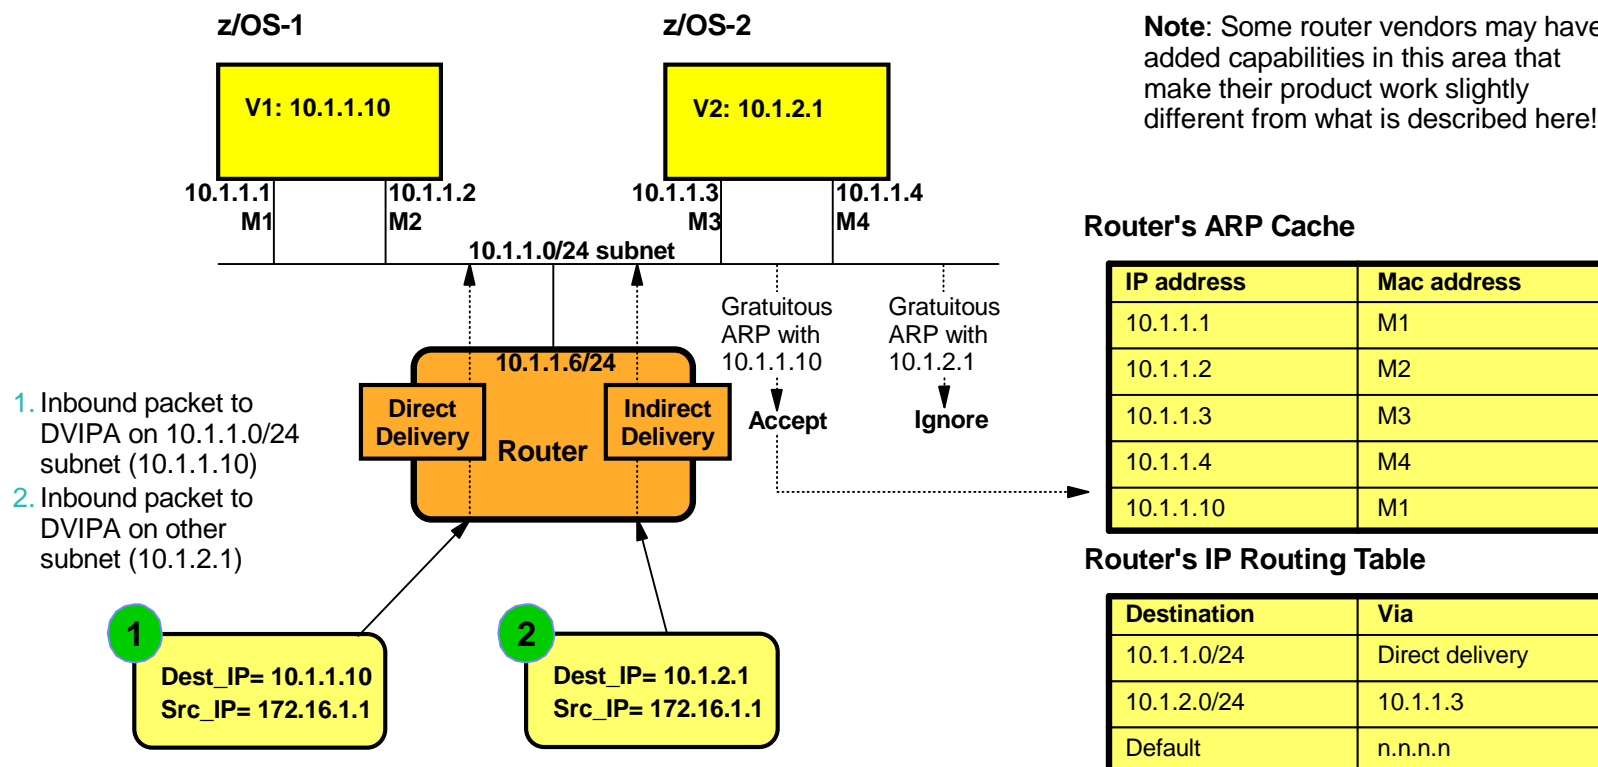 z/OS-1
z/OS-2
Note: Some router vendors may have
added capabilities in this area that
make their product work slightly
different from what is described here!
V1: 10.1.1.10
V2: 10.1.2.1
10.1.1.1
M1
10.1.1.2
M2
10.1.1.3
M3
10.1.1.4
M4
10.1.1.0/24 subnet
Gratuitous
ARP with
10.1.1.10
Accept
Gratuitous
ARP with
10.1.2.1
Ignore
10.1.1.6/24
Direct
Delivery
Router
Indirect
Delivery
1. Inbound packet to
DVIPA on 10.1.1.0/24
subnet (10.1.1.10)
2. Inbound packet to
DVIPA on other
subnet (10.1.2.1)
1
Dest_IP= 10.1.1.10
Src_IP= 172.16.1.1
2
Dest_IP= 10.1.2.1
Src_IP= 172.16.1.1
Router's ARP Cache
IP address Mac address
10.1.1.1 M1
10.1.1.2 M2
10.1.1.3 M3
10.1.1.4 M4
10.1.1.10 M1
Router's IP Routing Table
Destination Via
10.1.1.0/24 Direct delivery
10.1.2.0/24 10.1.1.3
Default n.n.n.n